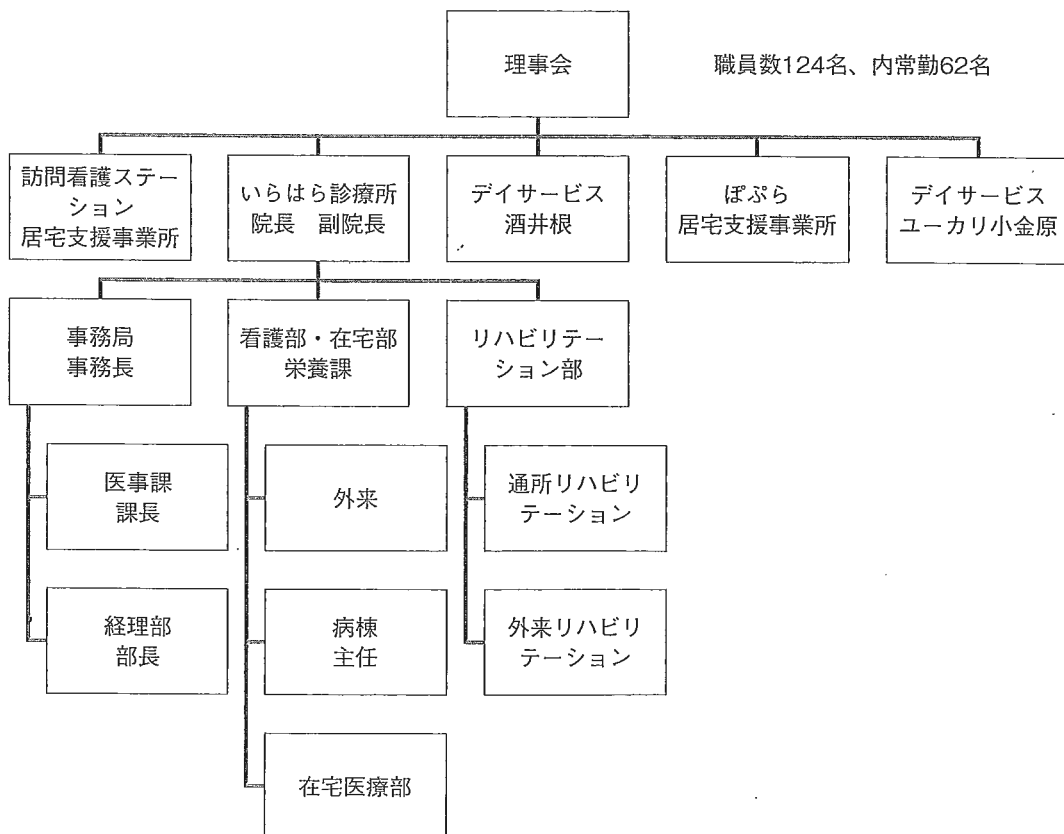 理事会
職員数124名、内常勤62名
訪問看護ステー
ション
居宅支援事業所
いらはら診療所
院長　副院長
デイサービス
酒井根
ぽぷら
居宅支援事業所
デイサービス
ユーカリ小金原
事務局
事務長
看護部・在宅部
栄養課
リハビリテー
ション部
医事課
課長
外来
通所リハビリ
テーション
経理部
部長
病棟
主任
外来リハビリ
テーション
在宅医療部